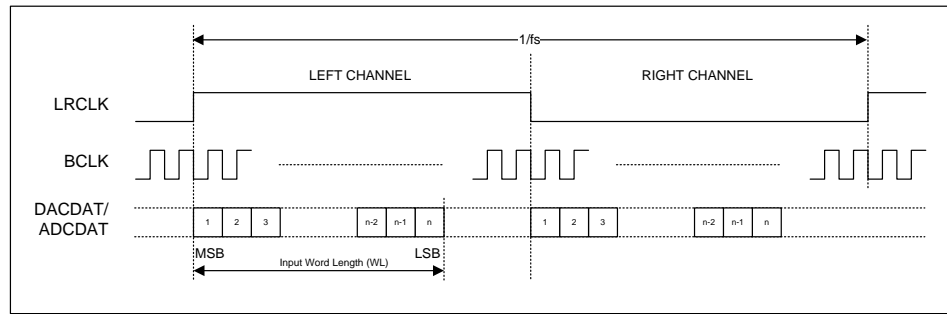 1/fs
LEFT CHANNEL RIGHT CHANNEL
LRCLK
BCLK
DACDAT/
ADCDAT
1 2 3 n-2 n-1 n 1 2 3 n-2 n-1 n
MSB LSB
Input Word Length (WL)